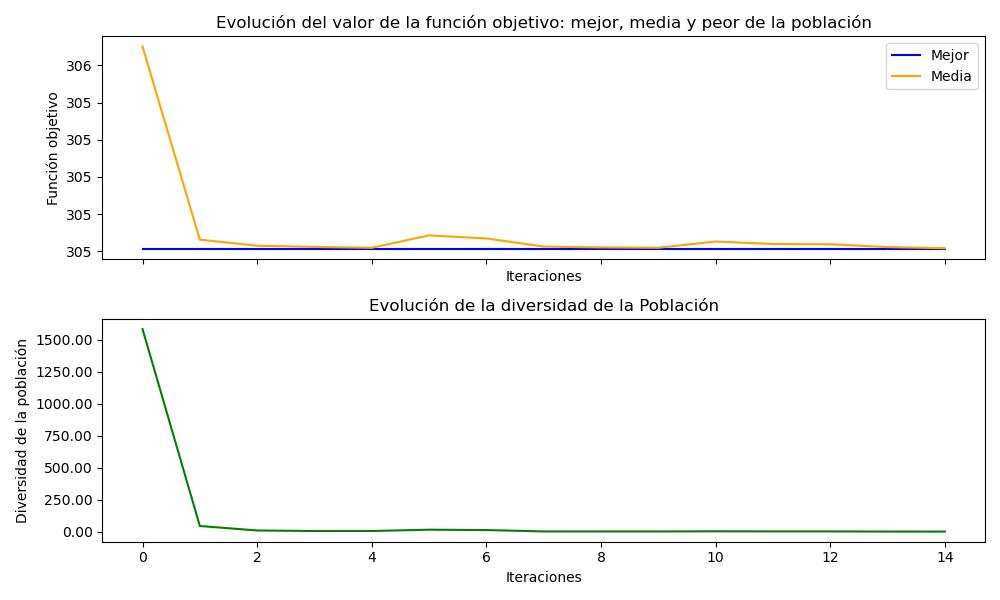 Evolución del valor de la función objetivo: mejor, media y peor de la población
Mejor
Media
Función objetivo
306
305
305
305
305
305
Iteraciones
Evolución de la diversidad de la Población
Diversidad de la población
1500.00
1250.00
1000.00
750.00
500.00
250.00
0.00
0 2 4 6 8 10 12 14
Iteraciones